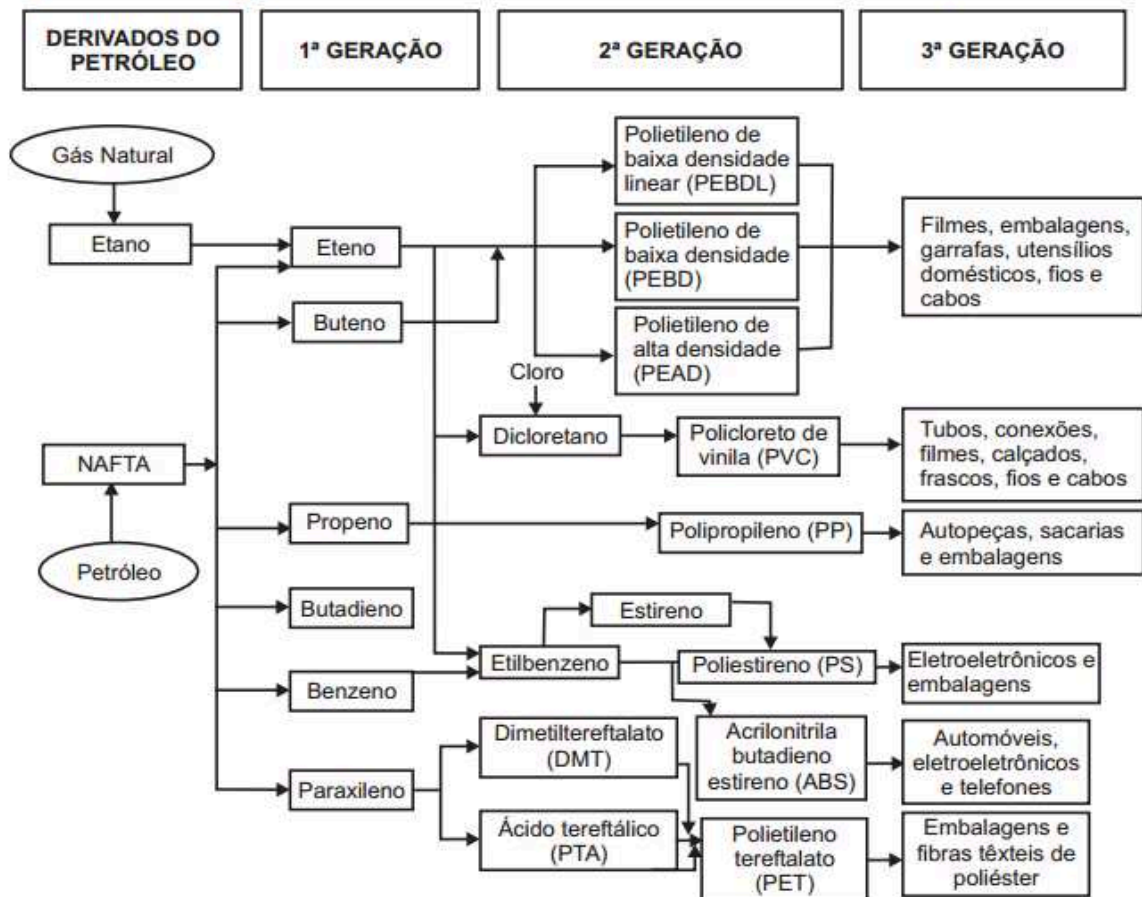 DERIVADOS DO
PETRÓLEO
1ª GERAÇÃO
2ª GERAÇÃO
3ª GERAÇÃO
Gás Natural
Etano
Eteno
Buteno
Polietileno de
baixa densidade
linear (PEBDL)
Polietileno de
baixa densidade
(PEBD)
Polietileno de
alta densidade
(PEAD)
Filmes, embalagens,
garrafas, utensílios
domésticos, fios e
cabos
Cloro
Dicloretano
Policloreto de
vinila (PVC)
Tubos, conexões,
filmes, calçados,
frascos, fios e cabos
NAFTA
Petróleo
Propeno
Polipropileno (PP)
Autopeças, sacarias
e embalagens
Butadieno
Estireno
Benzeno
Etilbenzeno
Poliestireno (PS)
Eletroeletrônicos e
embalagens
Paraxileno
Dimetiltereftalato
(DMT)
Acrilonitrila
butadieno
estireno (ABS)
Automóveis,
eletroeletrônicos
e telefones
Ácido tereftálico
(PTA)
Polietileno
tereftalato
(PET)
Embalagens e
fibras têxteis de
poliéster